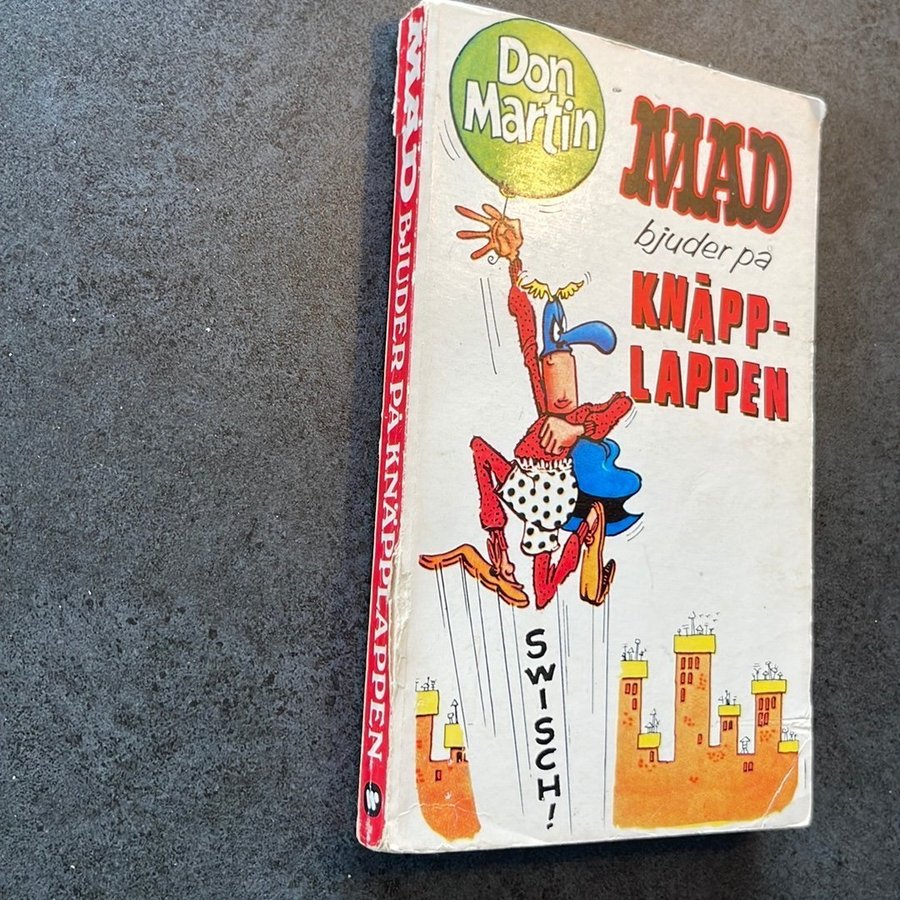 Don
Martin
MAD
bjuder på
KNÄPP-
LAPPEN
SWISCH!
MAD BJUDER PÅ KNÄPPLAPPEN